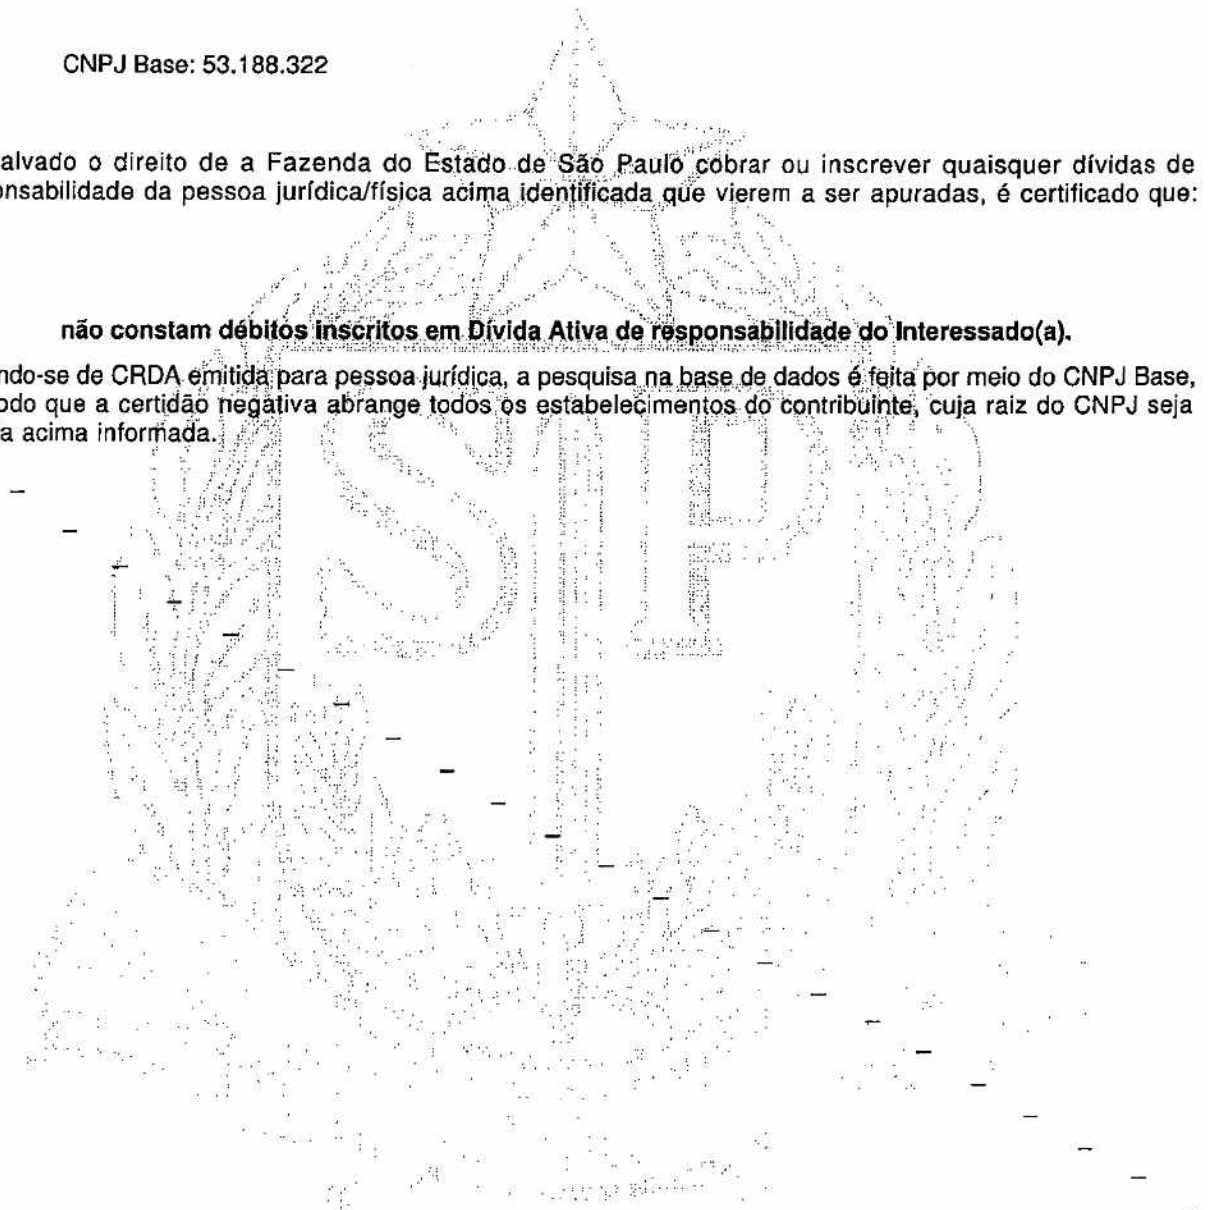 CNPJ Base: 53.188.322
alvado o direito de a Fazenda do Estado de São Paulo cobrar ou inscrever quaisquer dívidas de
onsabilidade da pessoa jurídica/física acima identificada que vierem a ser apuradas, é certificado que:
não constam débitos inscritos em Dívida Ativa de responsabilidade do Interessado(a).
ndo-se de CRDA emitida para pessoa jurídica, a pesquisa na base de dados é feita por meio do CNPJ Base,
odo que a certidão negativa abrange todos os estabelecimentos do contribuinte, cuja raiz do CNPJ seja
a acima informada.
SP